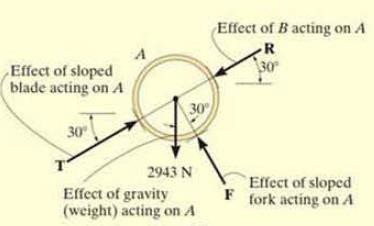 Effect of B acting on A
R
A
30°
Effect of sloped
blade acting on A
30°
30°
T
2943 N
Effect of sloped
F
fork acting on A
Effect of gravity
(weight) acting on A